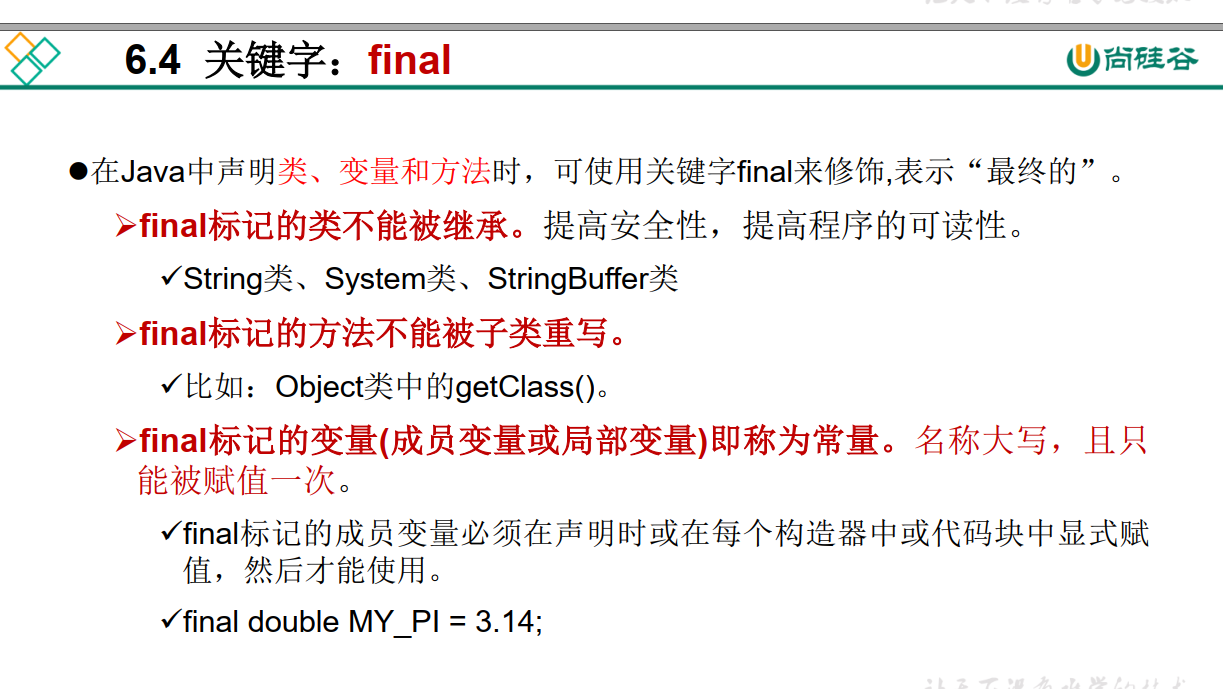 6.4 关键字：final
尚硅谷
●在Java中声明类、变量和方法时，可使用关键字final来修饰,表示“最终的”。
➢final标记的类不能被继承。提高安全性，提高程序的可读性。
✓String类、System类、StringBuffer类
➢final标记的方法不能被子类重写。
✓比如：Object类中的getClass()。
➢final标记的变量(成员变量或局部变量)即称为常量。名称大写，且只
能被赋值一次。
✓final标记的成员变量必须在声明时或在每个构造器中或代码块中显式赋
值，然后才能使用。
✓final double MY_PI = 3.14;